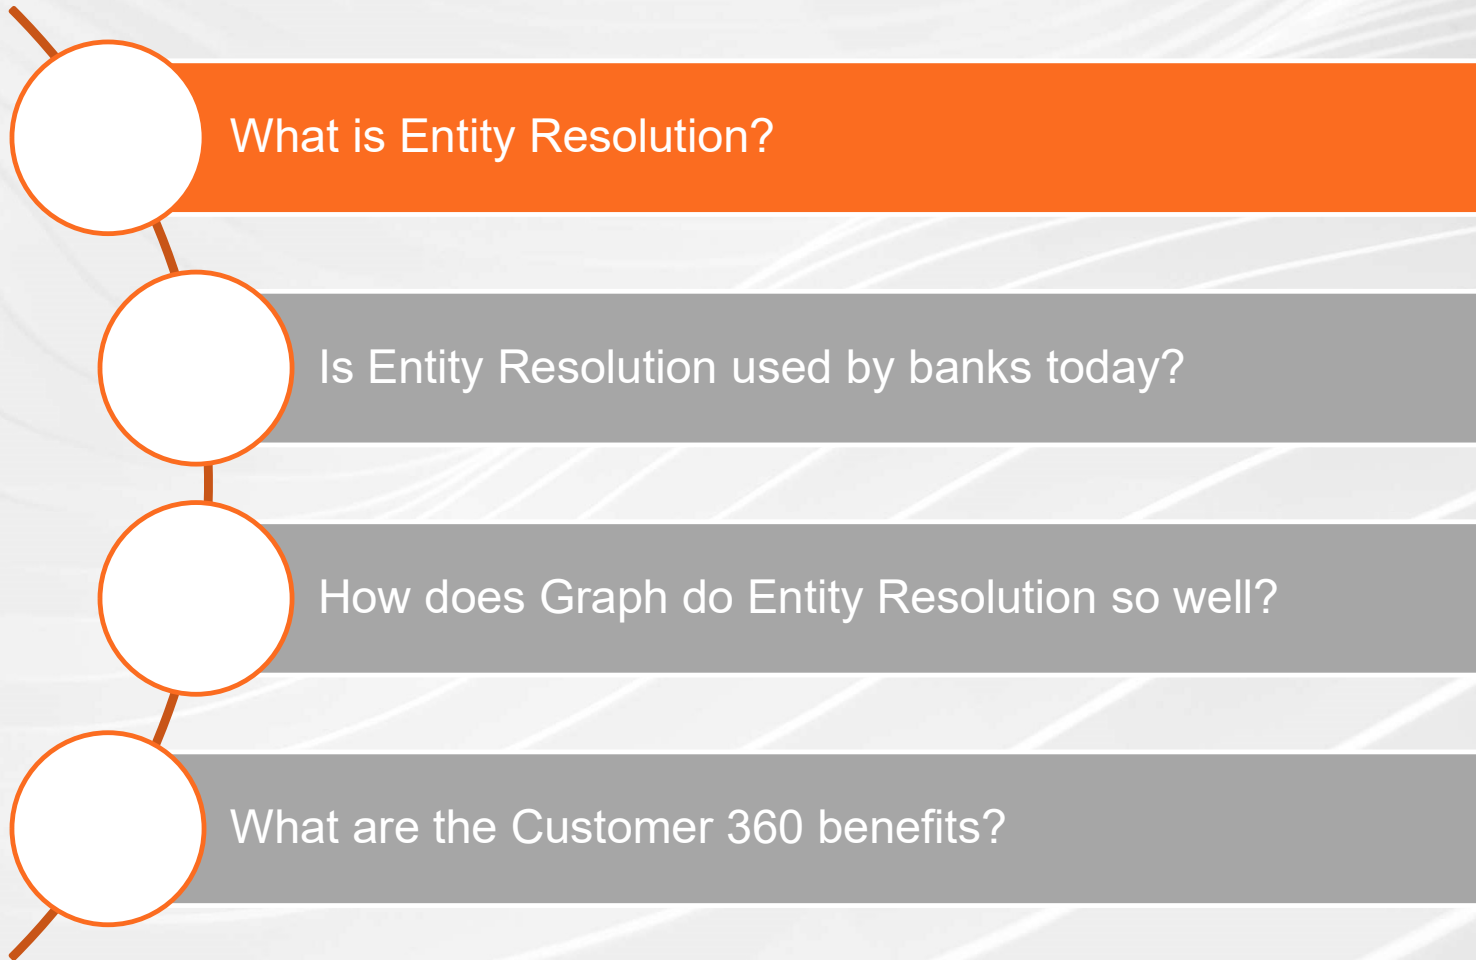 What is Entity Resolution?
Is Entity Resolution used by banks today?
How does Graph do Entity Resolution so well?
What are the Customer 360 benefits?